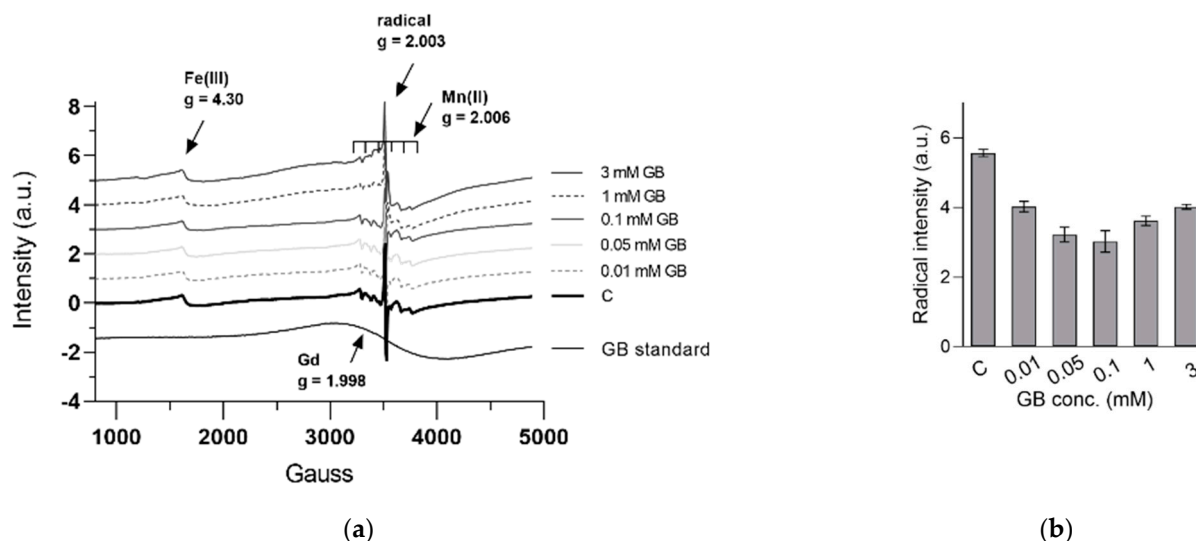 radical
g = 2.003
Fe(III)
g = 4.30
Mn(II)
g = 2.006
8
6
4
2
0
-2
-4
Intensity (a.u.)
3 mM GB
1 mM GB
0.1 mM GB
0.05 mM GB
0.01 mM GB
C
GB standard
Gd
g = 1.998
1000 2000 3000 4000 5000
Gauss
(a)
Radical intensity (a.u.)
6
4
2
0
C 0.01 0.05 0.1 1 3
GB conc. (mM)
(b)